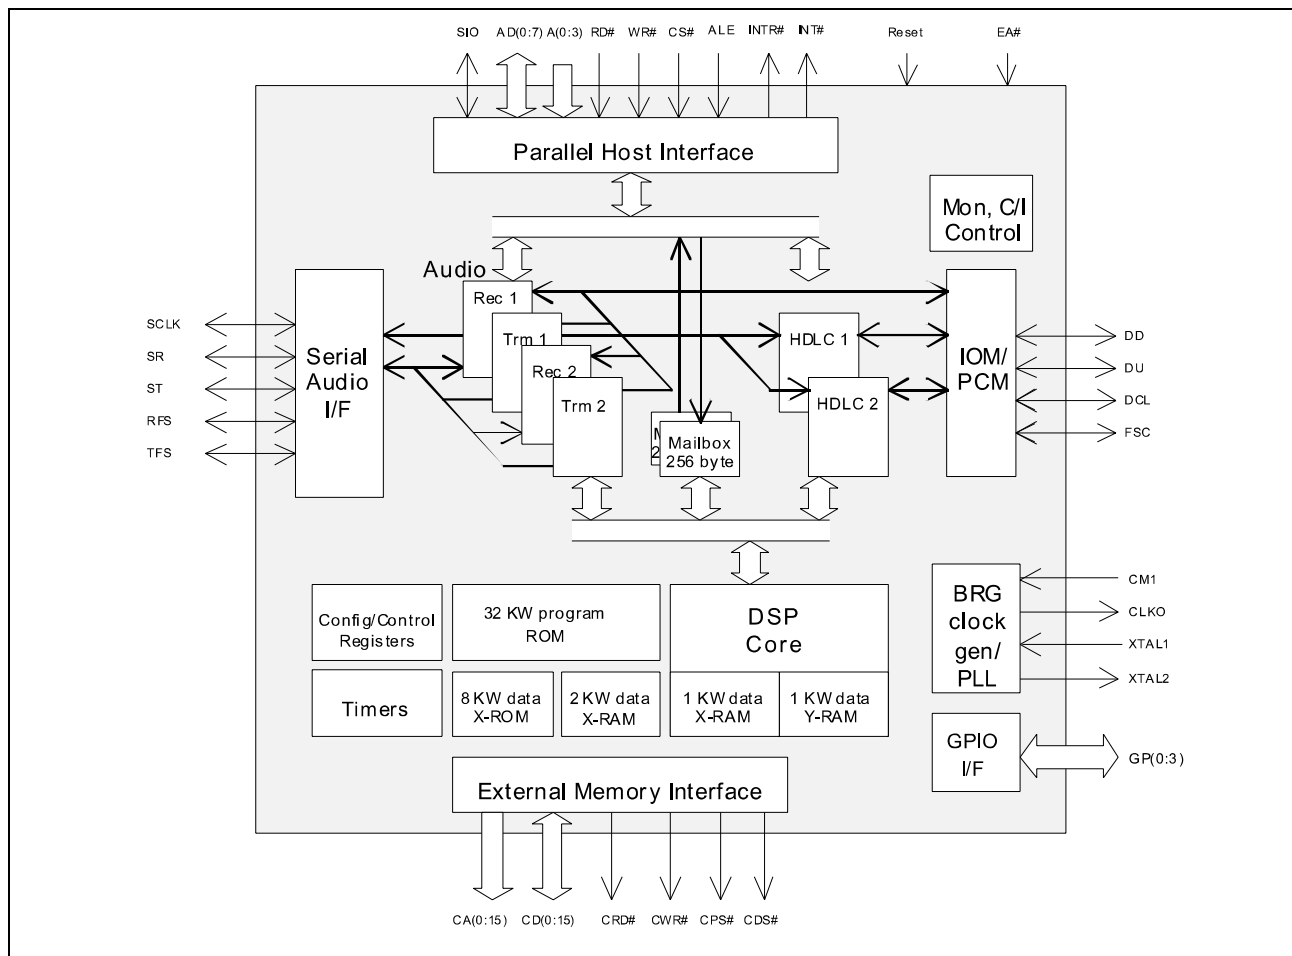 SIO AD(0:7) A(0:3) RD# WR# CS# ALE INTR# INT# Reset EA#
Parallel Host Interface
Mon, C/I
Control
Audio
Rec 1
Trm 1
Rec 2
Trm 2
SCLK
SR
ST
RFS
TFS
Serial
Audio
I/F
HDLC 1
HDLC 2
M
2
Mailbox
256 byte
IOM/
PCM
DD
DU
DCL
FSC
Config/Control
Registers
32 KW program
ROM
DSP
Core
BRG
clock
gen/
PLL
CM1
CLKO
XTAL1
XTAL2
Timers
8 KW data
X-ROM
2 KW data
X-RAM
1 KW data
X-RAM
1 KW data
Y-RAM
GPIO
I/F
GP(0:3)
External Memory Interface
CA(0:15) CD(0:15) CRD# CWR# CPS# CDS#